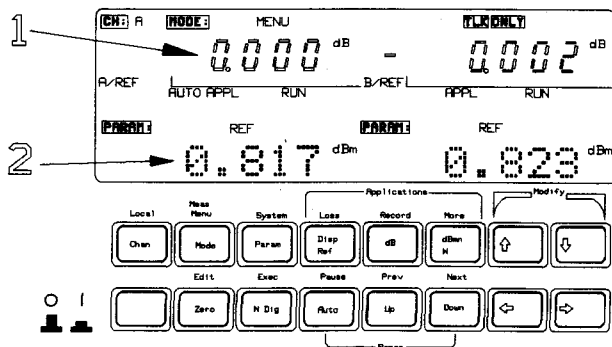 CH: A MODE: MENU TLK ONLY
1 0.000 dB - 0.002 dB
A/REF B/REF
AUTO APPL RUN APPL RUN
PARAM: REF PARAM: REF
2 0.817 dBm 0.823 dBm
Applications Modify
Local Meas Menu System Loss Record More
Chan Mode Param Disp Ref dB dBm W ⇧ ⇩
Edit Exec Pause Prev Next
O I Zero N Dig Auto Up Down ⇦ ⇨